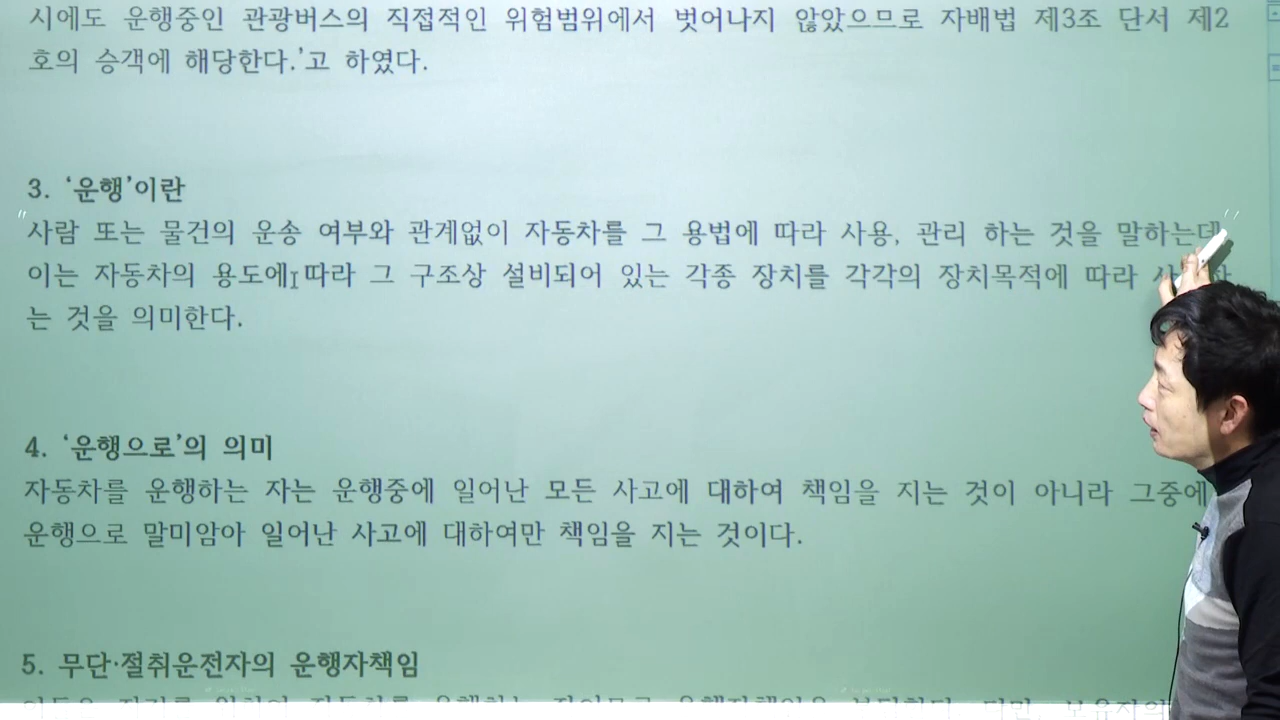 시에도 운행중인 관광버스의 직접적인 위험범위에서 벗어나지 않았으므로 자배법 제3조 단서 제2
호의 승객에 해당한다.'고 하였다.
3. ‘운행’이란
사람 또는 물건의 운송 여부와 관계없이 자동차를 그 용법에 따라 사용, 관리 하는 것을 말하는데
이는 자동차의 용도에 따라 그 구조상 설비되어 있는 각종 장치를 각각의 장치목적에 따라
는 것을 의미한다.
4. ‘운행으로’의 의미
자동차를 운행하는 자는 운행중에 일어난 모든 사고에 대하여 책임을 지는 것이 아니라 그중에
운행으로 말미암아 일어난 사고에 대하여만 책임을 지는 것이다.
5. 무단·절취운전자의 운행자책임